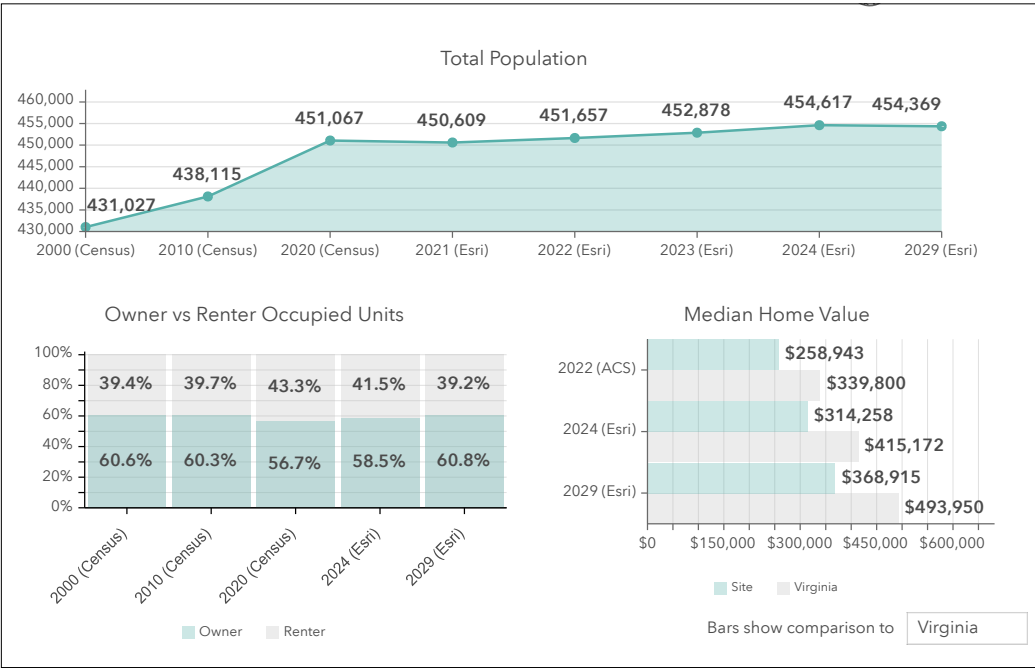 Total Population
460,000
455,000
450,000
445,000
440,000
435,000
430,000
431,027
438,115
451,067
450,609
451,657
452,878
454,617
454,369
2000 (Census)
2010 (Census)
2020 (Census)
2021 (Esri)
2022 (Esri)
2023 (Esri)
2024 (Esri)
2029 (Esri)
Owner vs Renter Occupied Units
100%
80%
60%
40%
20%
0%
39.4%
39.7%
43.3%
41.5%
39.2%
60.6%
60.3%
56.7%
58.5%
60.8%
2000 (Census)
2010 (Census)
2020 (Census)
2024 (Esri)
2029 (Esri)
Owner
Renter
Median Home Value
2022 (ACS)
$258,943
$339,800
2024 (Esri)
$314,258
$415,172
2029 (Esri)
$368,915
$493,950
$0
$150,000
$300,000
$450,000
$600,000
Site
Virginia
Bars show comparison to
Virginia